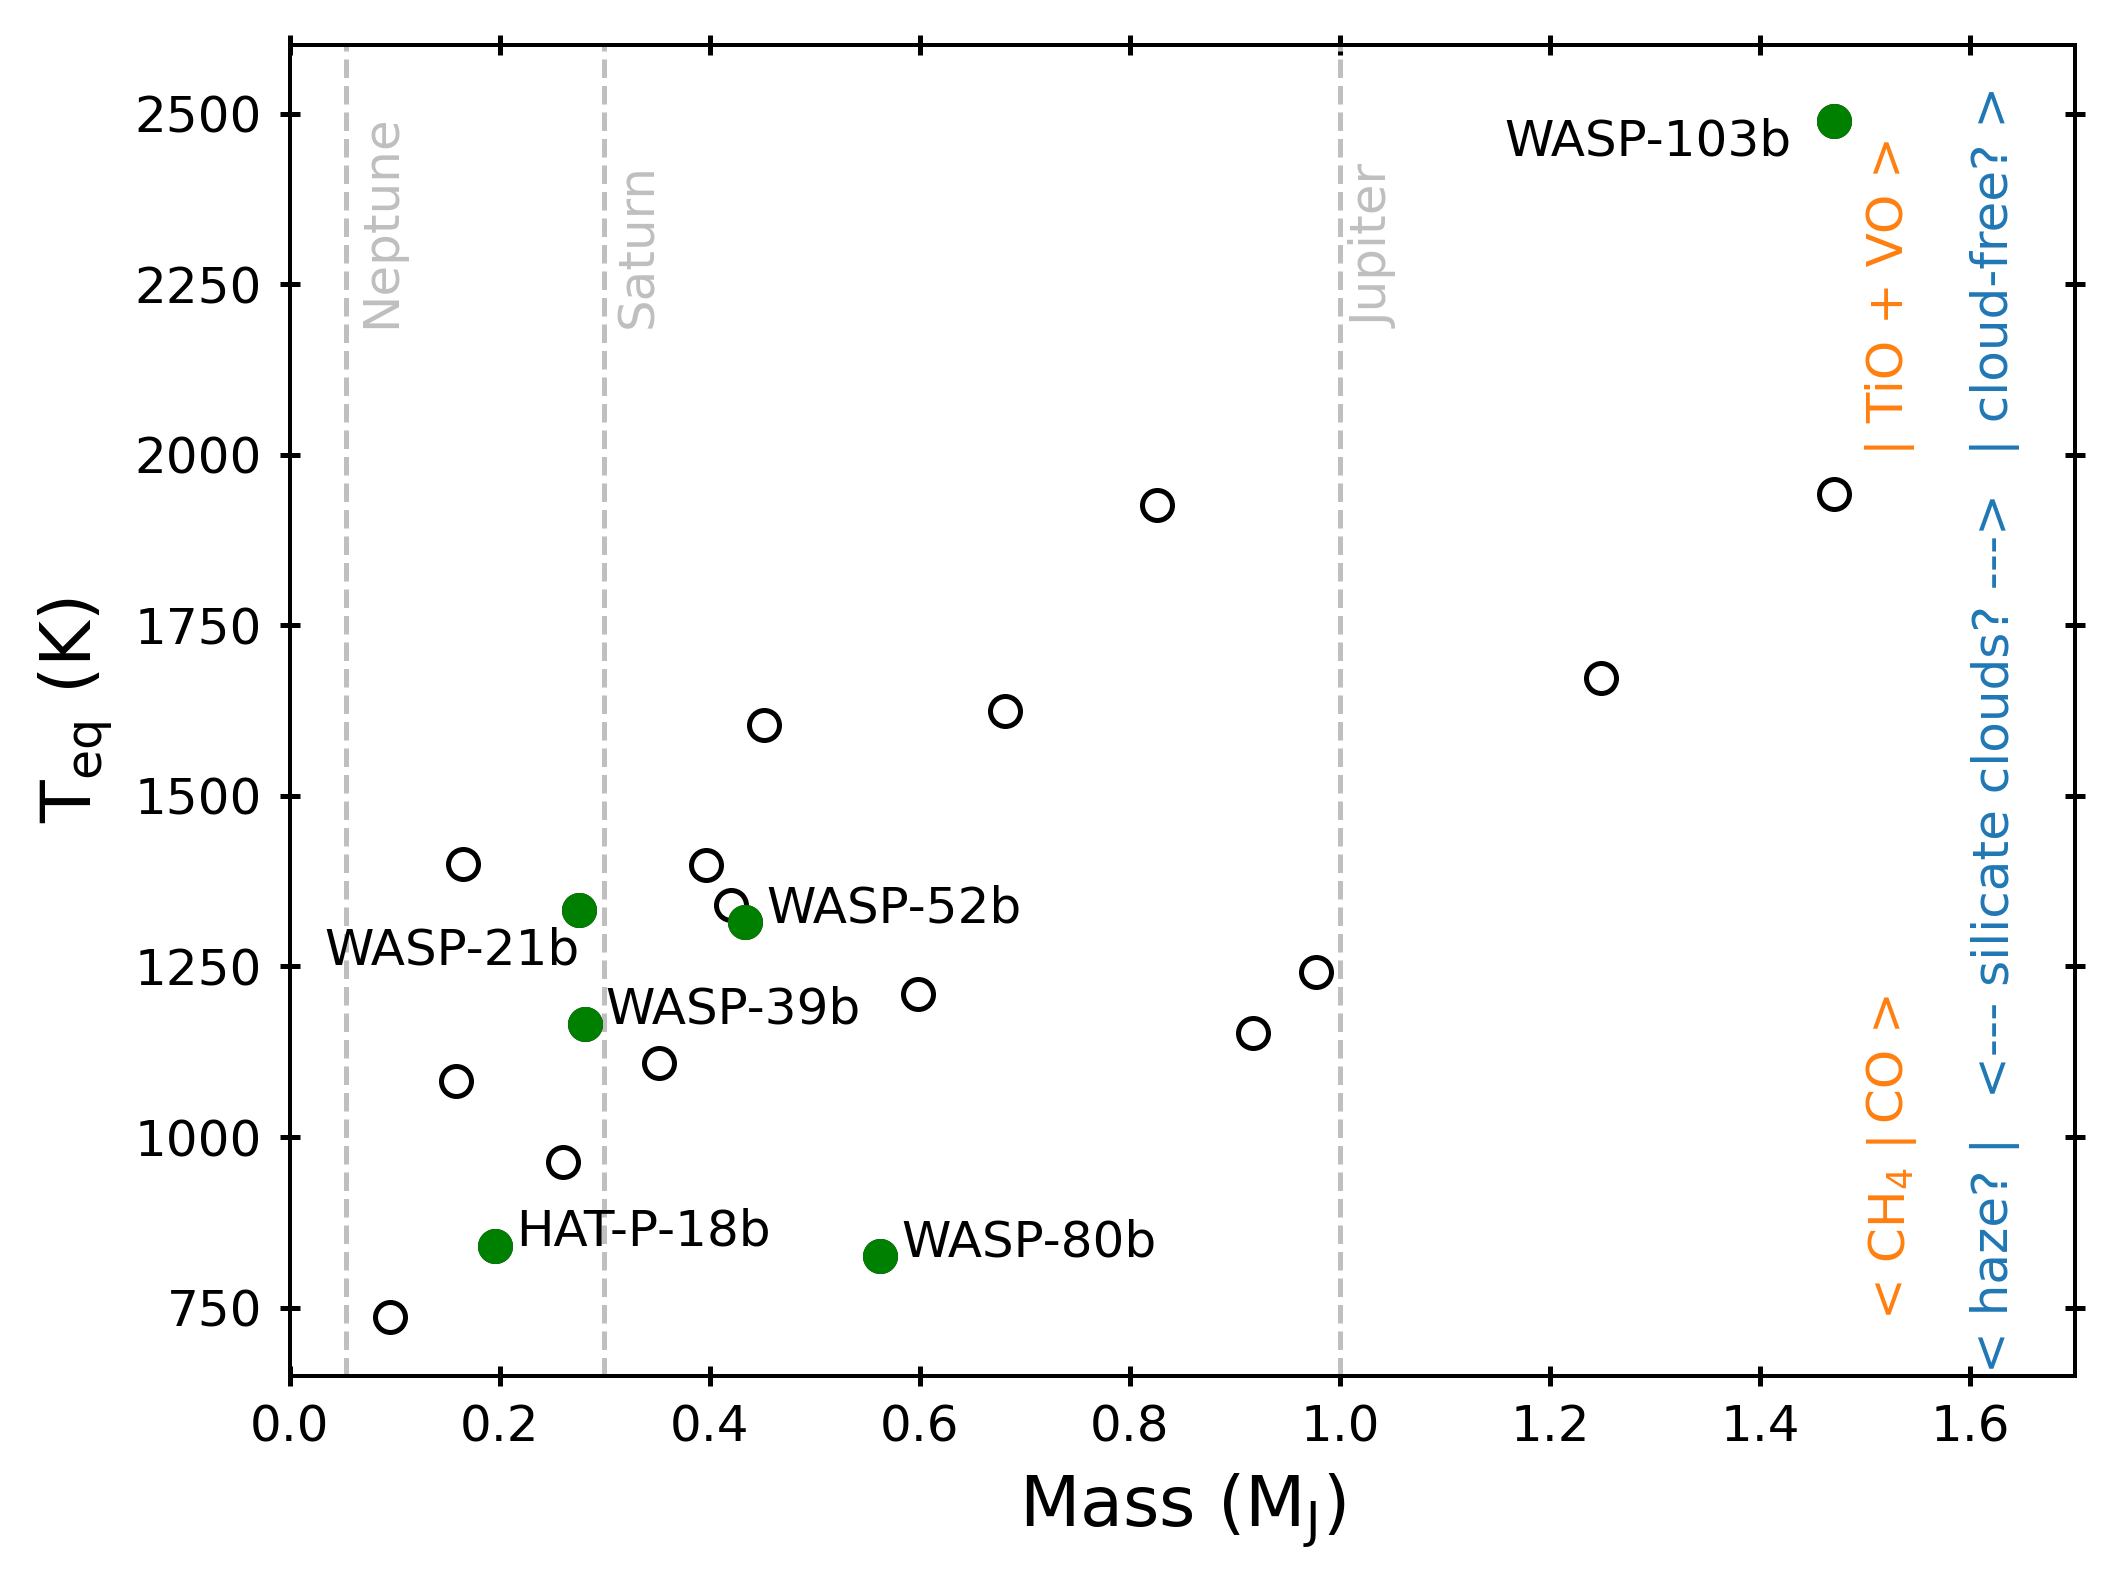 2500
2250
2000
1750
1500
1250
1000
750
T_eq (K)
0.0 0.2 0.4 0.6 0.8 1.0 1.2 1.4 1.6
Mass (M_J)
Neptune
Saturn
Jupiter
WASP-103b
WASP-52b
WASP-21b
WASP-39b
HAT-P-18b
WASP-80b
| TiO + VO >
< CH₄ | CO >
< haze? | <--- silicate clouds? ---> | cloud-free? >